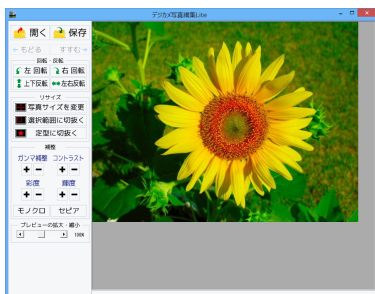 デジカメ写真編集Lite
開く 保存
←もどる すすむ→
回転・反転
左回転 右回転
上下反転 左右反転
リサイズ
写真サイズを変更
選択範囲に切抜く
定型に切抜く
補整
ガンマ補整 コントラスト
+ - + -
彩度 輝度
+ - + -
モノクロ セピア
プレビューの拡大・縮小
100%